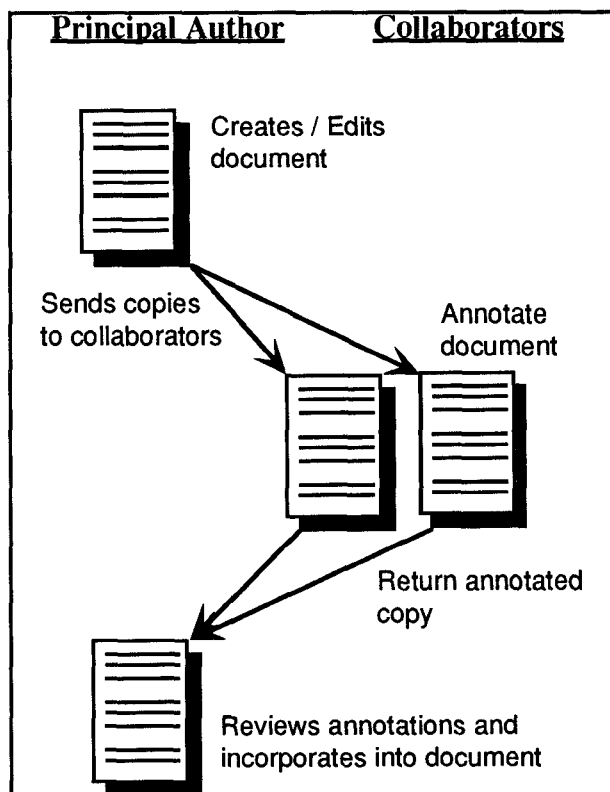 Principal Author
Collaborators
Creates / Edits
document
Sends copies
to collaborators
Annotate
document
Return annotated
copy
Reviews annotations and
incorporates into document